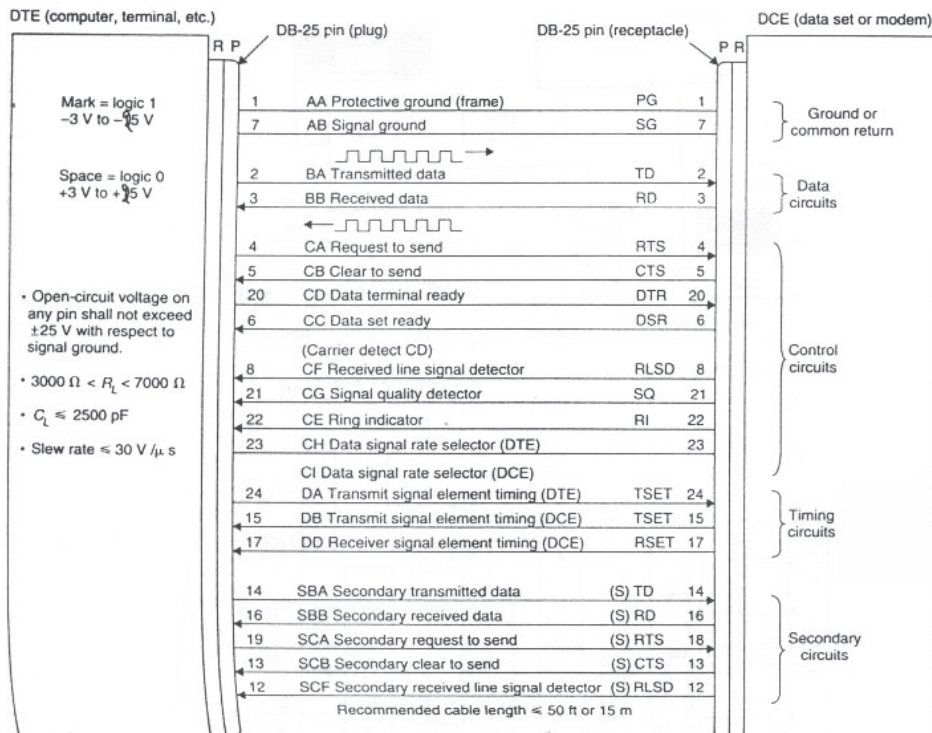 DTE (computer, terminal, etc.)
DCE (data set or modem)
R P
DB-25 pin (plug)
DB-25 pin (receptacle)
P R
Mark = logic 1
−3 V to −25 V
Space = logic 0
+3 V to +25 V
• Open-circuit voltage on
any pin shall not exceed
±25 V with respect to
signal ground.
• 3000 Ω < R_L < 7000 Ω
• C_L ≤ 2500 pF
• Slew rate ≤ 30 V/μ s
1 AA Protective ground (frame) PG 1
7 AB Signal ground SG 7
2 BA Transmitted data TD 2
3 BB Received data RD 3
4 CA Request to send RTS 4
5 CB Clear to send CTS 5
20 CD Data terminal ready DTR 20
6 CC Data set ready DSR 6
(Carrier detect CD)
8 CF Received line signal detector RLSD 8
21 CG Signal quality detector SQ 21
22 CE Ring indicator RI 22
23 CH Data signal rate selector (DTE) 23
CI Data signal rate selector (DCE)
24 DA Transmit signal element timing (DTE) TSET 24
15 DB Transmit signal element timing (DCE) TSET 15
17 DD Receiver signal element timing (DCE) RSET 17
14 SBA Secondary transmitted data (S) TD 14
16 SBB Secondary received data (S) RD 16
19 SCA Secondary request to send (S) RTS 18
13 SCB Secondary clear to send (S) CTS 13
12 SCF Secondary received line signal detector (S) RLSD 12
Recommended cable length ≤ 50 ft or 15 m
Ground or
common return
Data
circuits
Control
circuits
Timing
circuits
Secondary
circuits